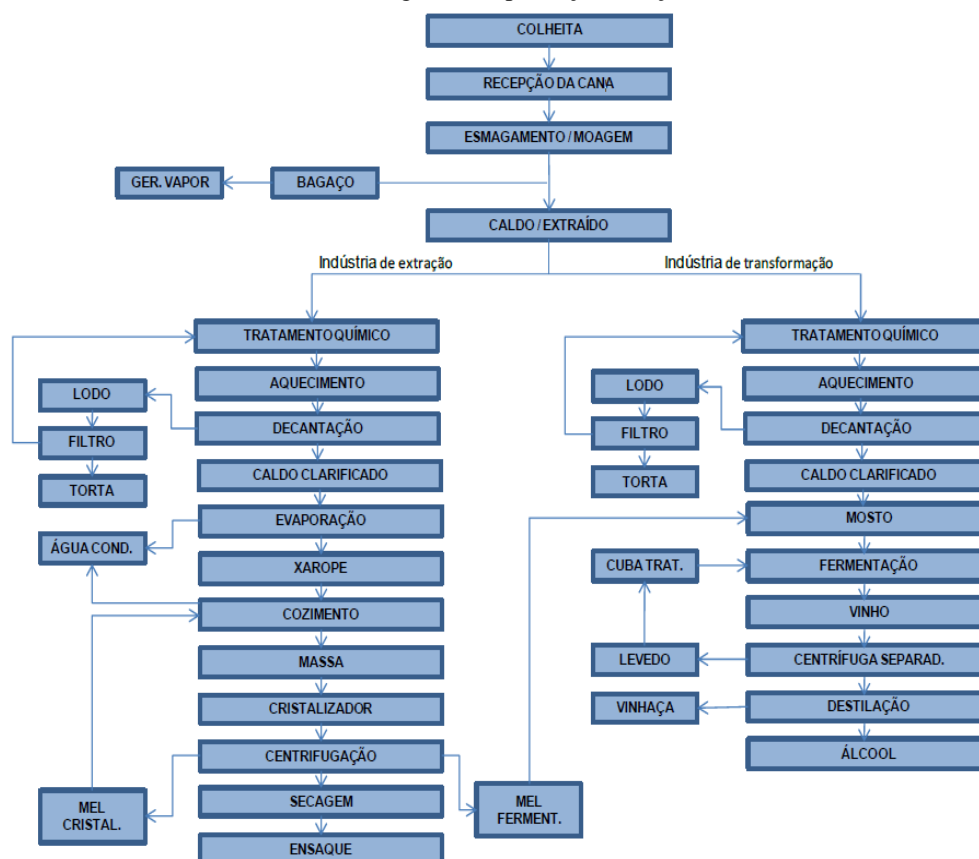 COLHEITA
RECEPÇÃO DA CANA
ESMAGAMENTO / MOAGEM
GER. VAPOR
BAGAÇO
CALDO / EXTRAÍDO
Indústria de extração
Indústria de transformação
TRATAMENTO QUÍMICO
AQUECIMENTO
LODO
DECANTAÇÃO
FILTRO
CALDO CLARIFICADO
TORTA
EVAPORAÇÃO
ÁGUA COND.
XAROPE
COZIMENTO
MASSA
CRISTALIZADOR
CENTRIFUGAÇÃO
MEL
CRISTAL.
SECAGEM
MEL
FERMENT.
ENSAQUE
TRATAMENTO QUÍMICO
AQUECIMENTO
LODO
DECANTAÇÃO
FILTRO
CALDO CLARIFICADO
TORTA
MOSTO
CUBA TRAT.
FERMENTAÇÃO
VINHO
LEVEDO
CENTRÍFUGA SEPARAD.
VINHAÇA
DESTILAÇÃO
ÁLCOOL